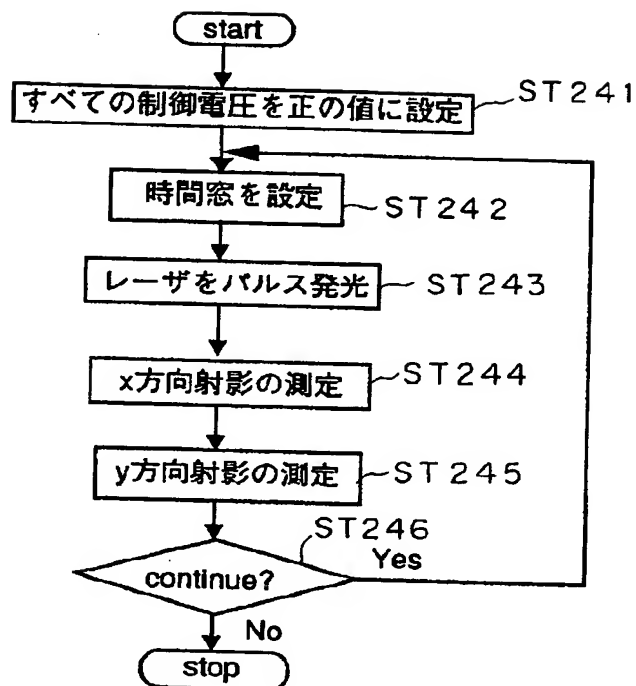 start
すべての制御電圧を正の値に設定
ST241
時間窓を設定
ST242
レーザをパルス発光
ST243
x方向射影の測定
ST244
y方向射影の測定
ST245
ST246
continue?
Yes
No
stop